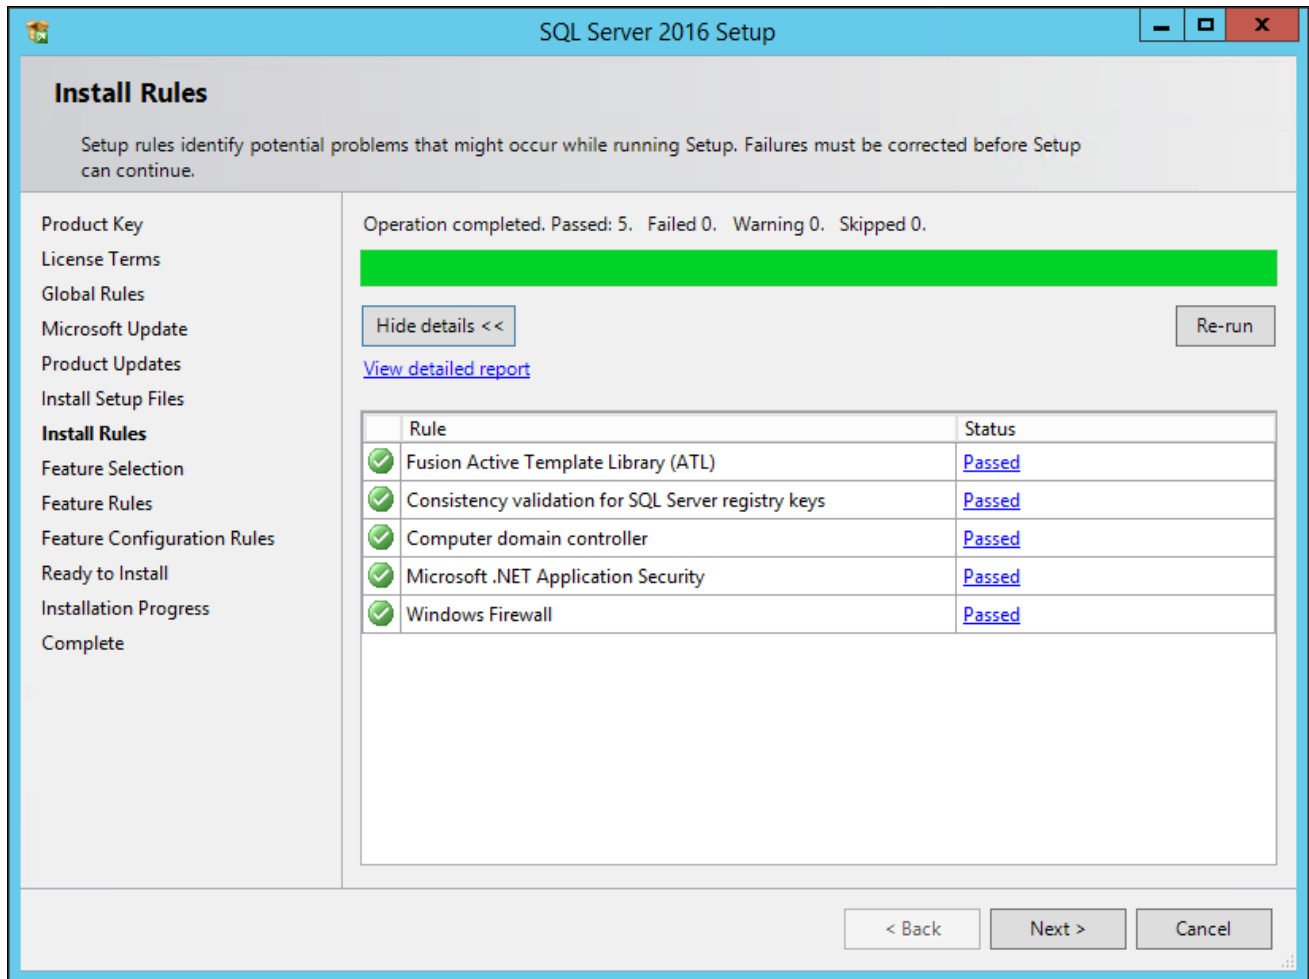 SQL Server 2016 Setup
X
Install Rules
Setup rules identify potential problems that might occur while running Setup. Failures must be corrected before Setup
can continue.
Product Key
License Terms
Global Rules
Microsoft Update
Product Updates
Install Setup Files
Install Rules
Feature Selection
Feature Rules
Feature Configuration Rules
Ready to Install
Installation Progress
Complete
Operation completed. Passed: 5.   Failed 0.   Warning 0.   Skipped 0.
Hide details <<
Re-run
View detailed report
Rule Status
Fusion Active Template Library (ATL) Passed
Consistency validation for SQL Server registry keys Passed
Computer domain controller Passed
Microsoft .NET Application Security Passed
Windows Firewall Passed
< Back
Next >
Cancel